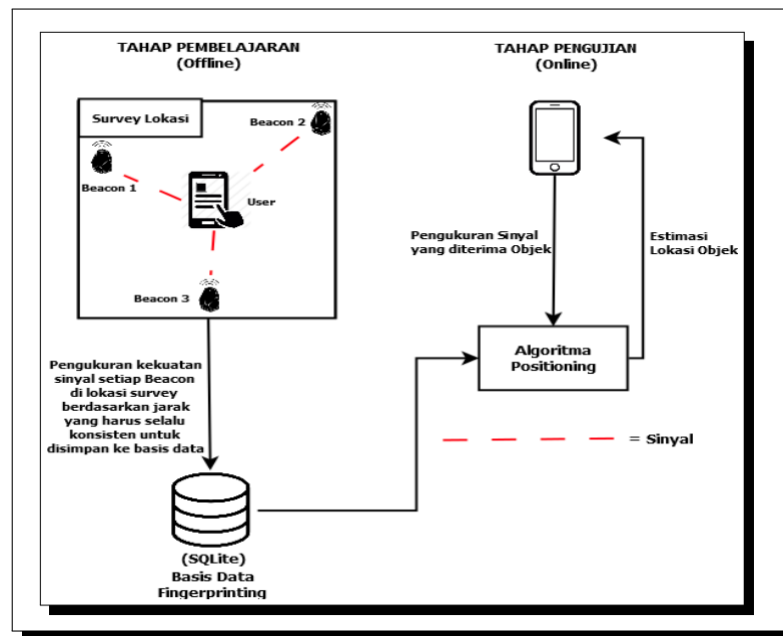 TAHAP PEMBELAJARAN
(Offline)
Survey Lokasi
Beacon 2
Beacon 1
User
Beacon 3
Pengukuran kekuatan
sinyal setiap Beacon
di lokasi survey
berdasarkan jarak
yang harus selalu
konsisten untuk
disimpan ke basis data
(SQLite)
Basis Data
Fingerprinting
TAHAP PENGUJIAN
(Online)
Pengukuran Sinyal
yang diterima Objek
Estimasi
Lokasi Objek
Algoritma
Positioning
= Sinyal